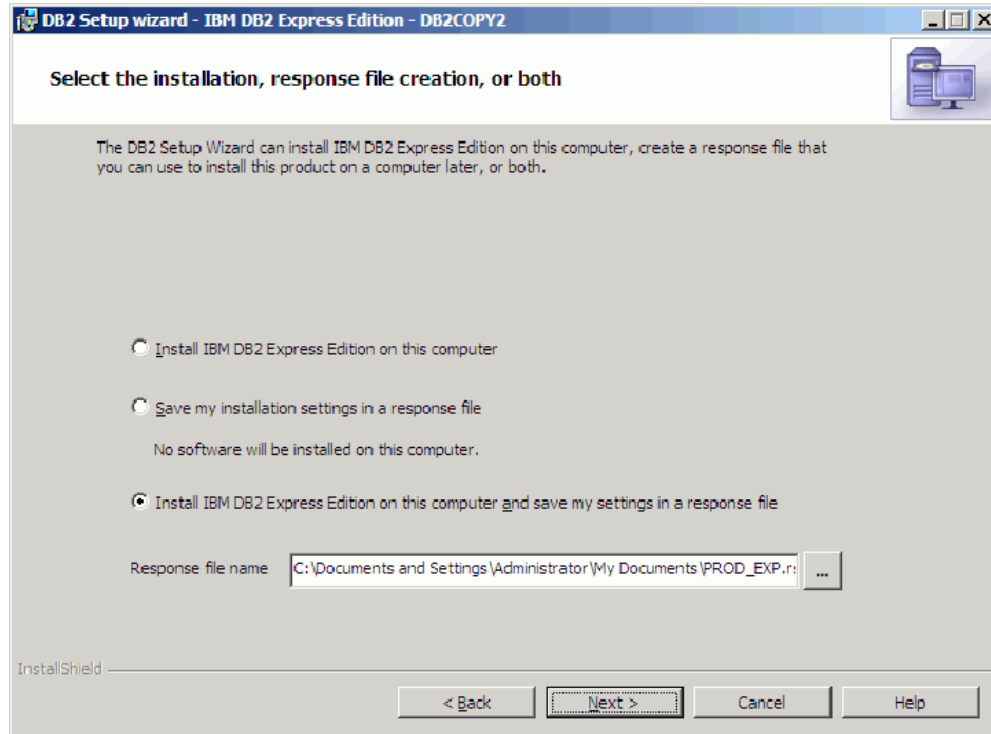 DB2 Setup wizard - IBM DB2 Express Edition - DB2COPY2
Select the installation, response file creation, or both
The DB2 Setup Wizard can install IBM DB2 Express Edition on this computer, create a response file that
you can use to install this product on a computer later, or both.
Install IBM DB2 Express Edition on this computer
Save my installation settings in a response file
No software will be installed on this computer.
Install IBM DB2 Express Edition on this computer and save my settings in a response file
Response file name C:\Documents and Settings\Administrator\My Documents\PROD_EXP.r ...
InstallShield
< Back Next > Cancel Help